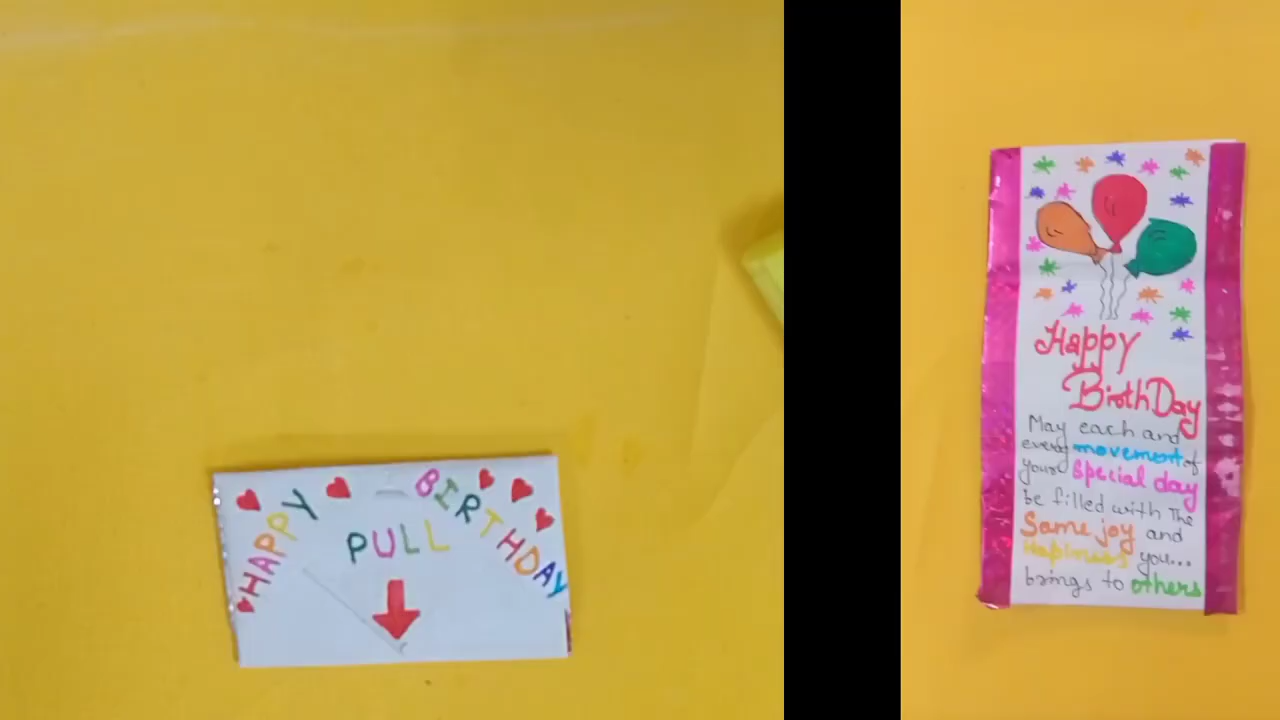 HAPPY BIRTHDAY
PULL
Happy
BirthDay
May each and
every movement of
your special day
be filled with The
Same joy and
Happiness you...
brings to others